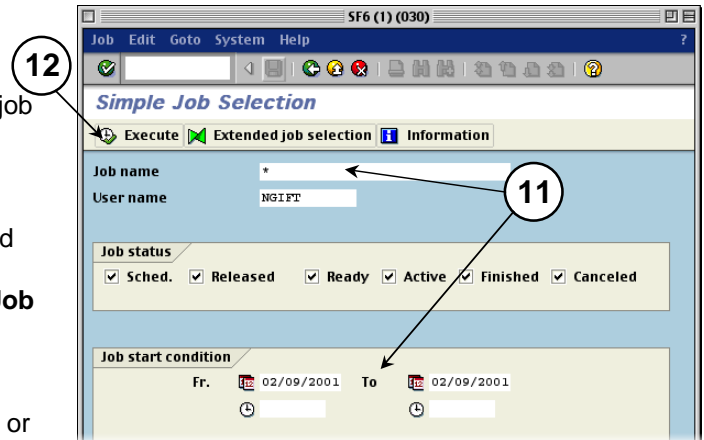 SF6 (1) (030)
Job Edit Goto System Help ?
12
job
Simple Job Selection
Execute Extended job selection Information
Job name *
11
User name NGIFT
d
Job status
Sched. Released Ready Active Finished Canceled
Job
Job start condition
Fr. 02/09/2001 To 02/09/2001
or